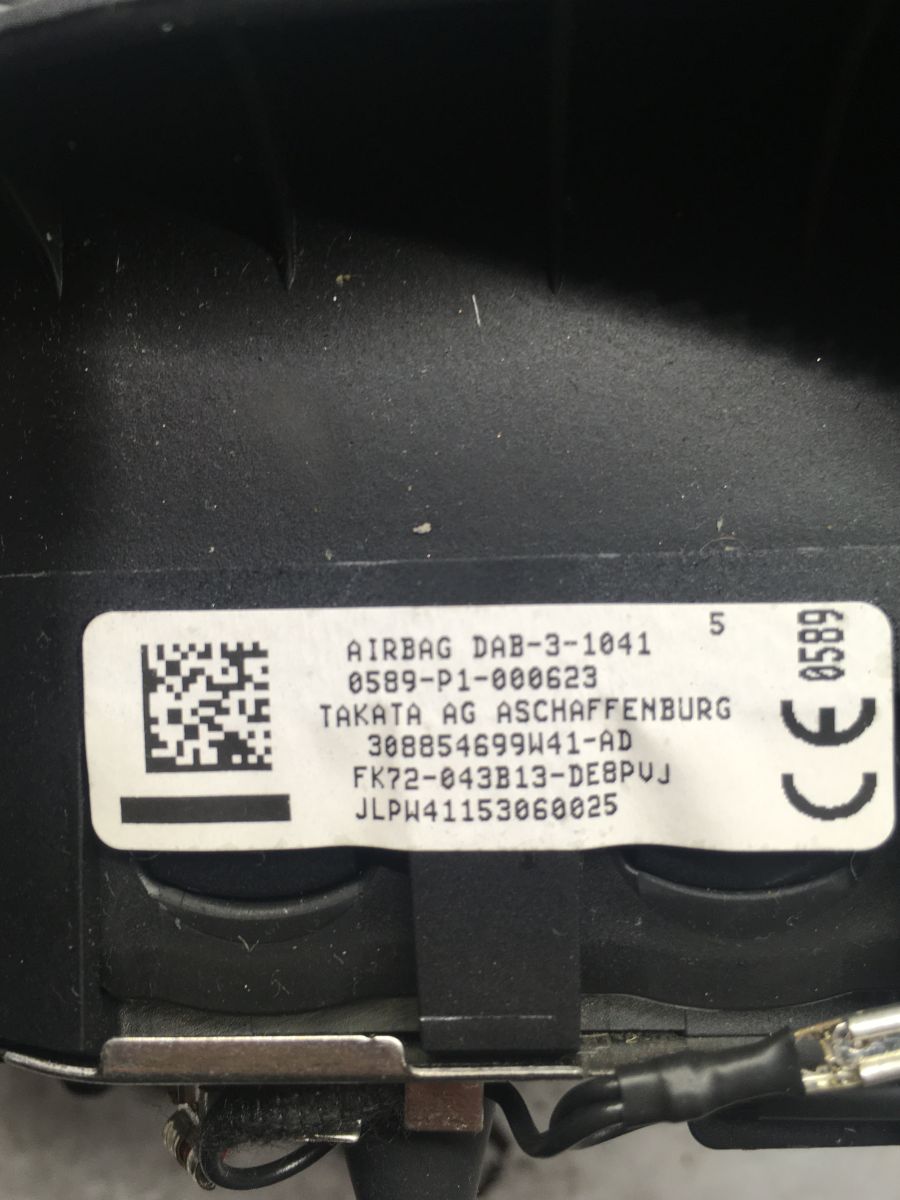 AIRBAG DAB-3-1041
5
0589-P1-000623
TAKATA AG ASCHAFFENBURG
308854699W41-AD
FK72-043B13-DE8PVJ
JLPW41153060025
0589
CE